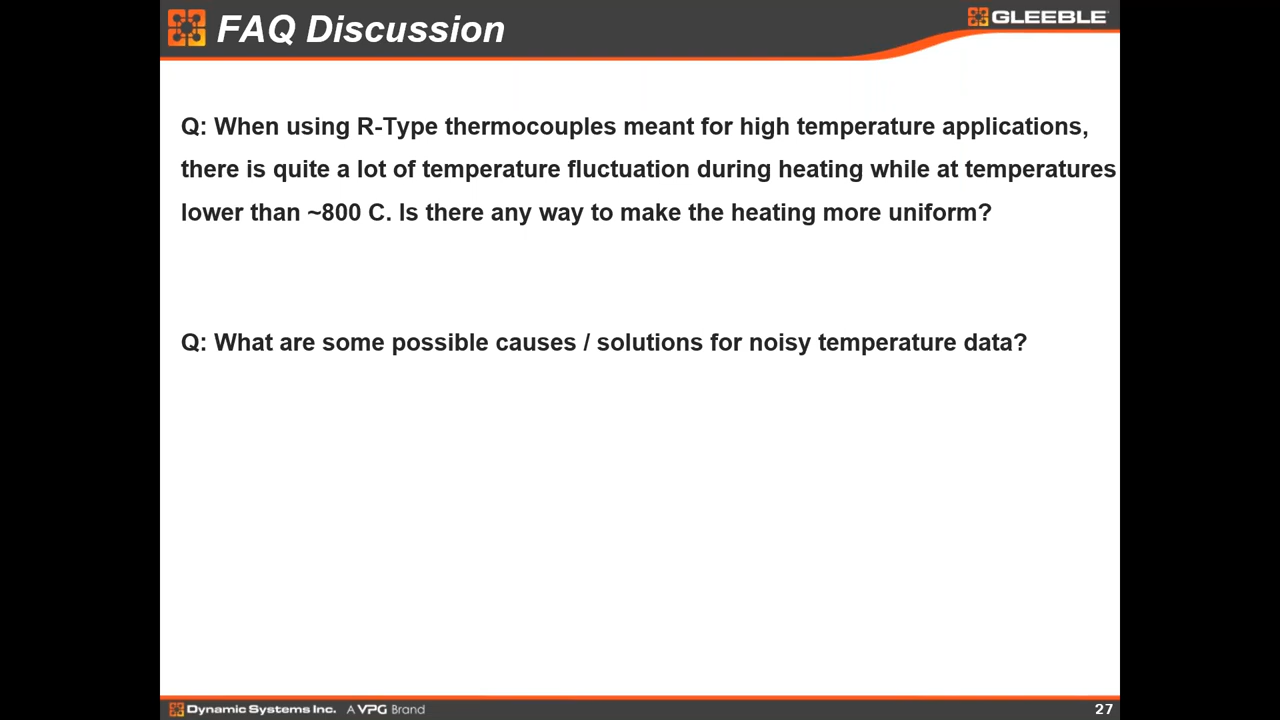 FAQ Discussion
GLEEBLE
Q: When using R-Type thermocouples meant for high temperature applications,
there is quite a lot of temperature fluctuation during heating while at temperatures
lower than ~800 C. Is there any way to make the heating more uniform?
Q: What are some possible causes / solutions for noisy temperature data?
Dynamic Systems Inc. A VPG Brand
27